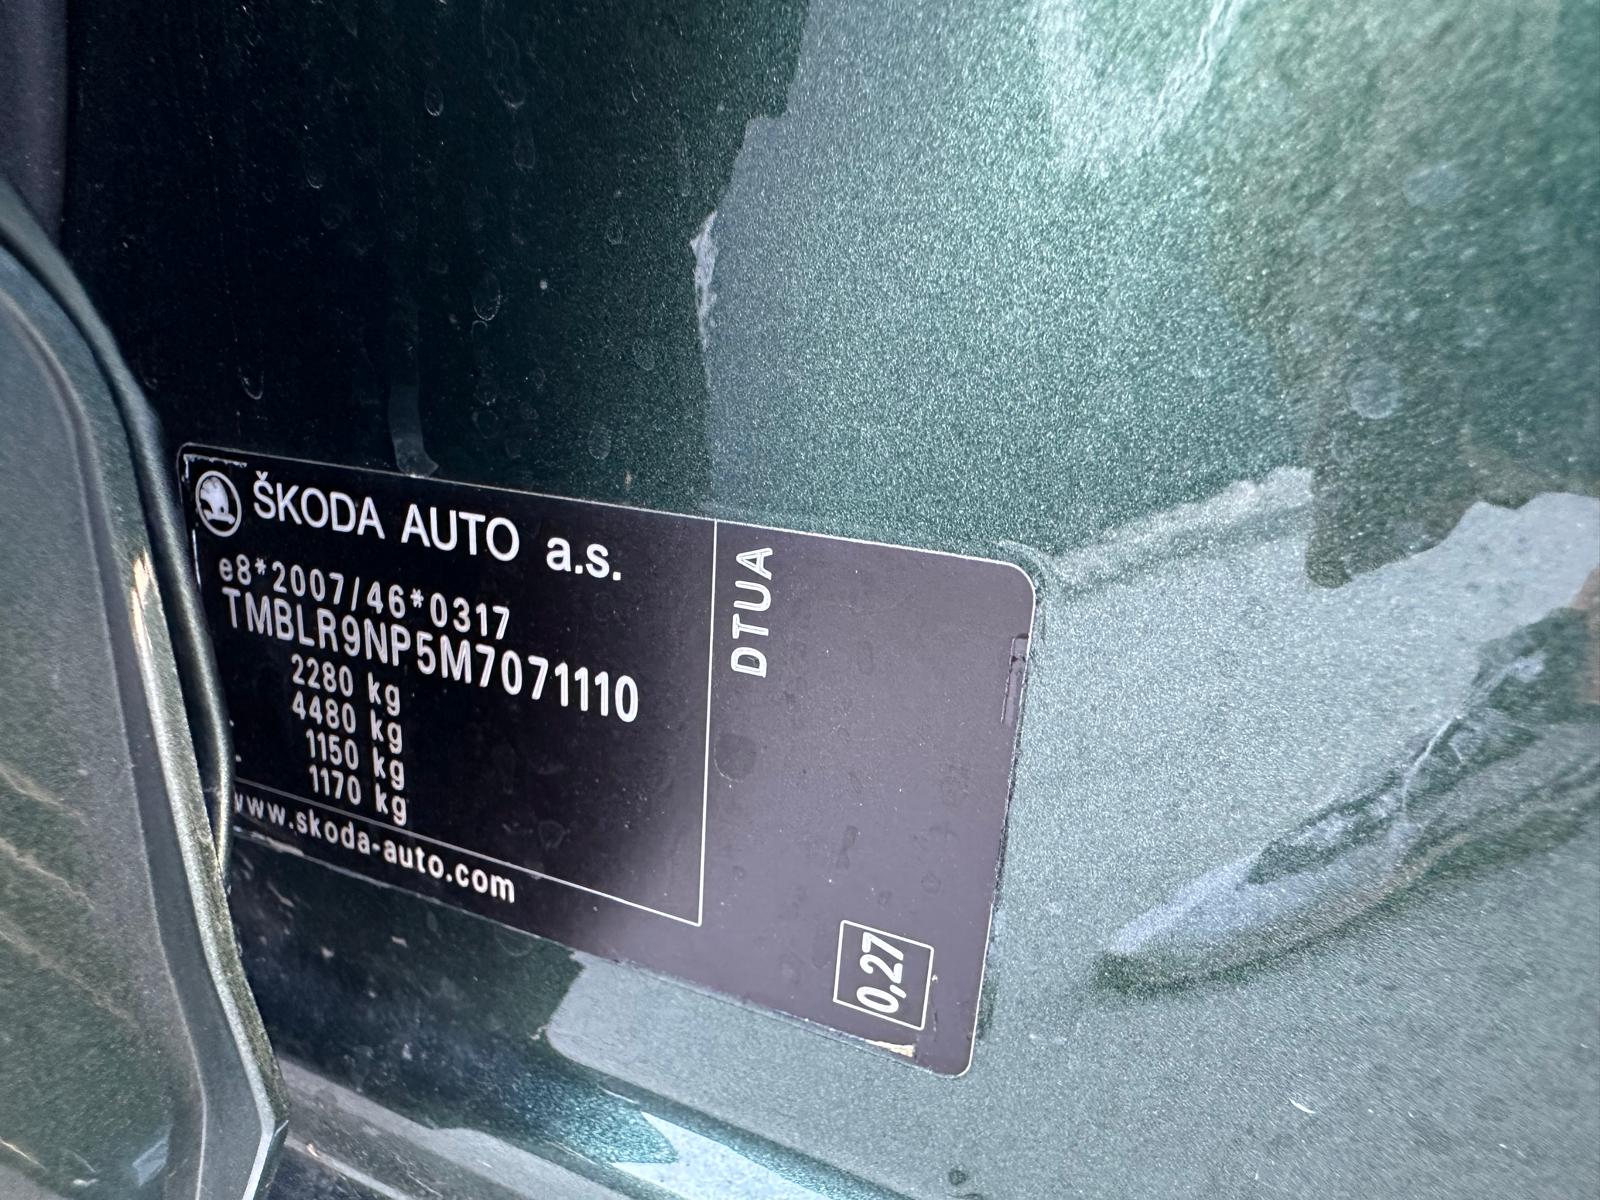 ŠKODA AUTO a.s.
e8*2007/46*0317
TMBLR9NP5M7071110
2280 kg
4480 kg
1150 kg
1170 kg
www.skoda-auto.com
DTUA
0,27